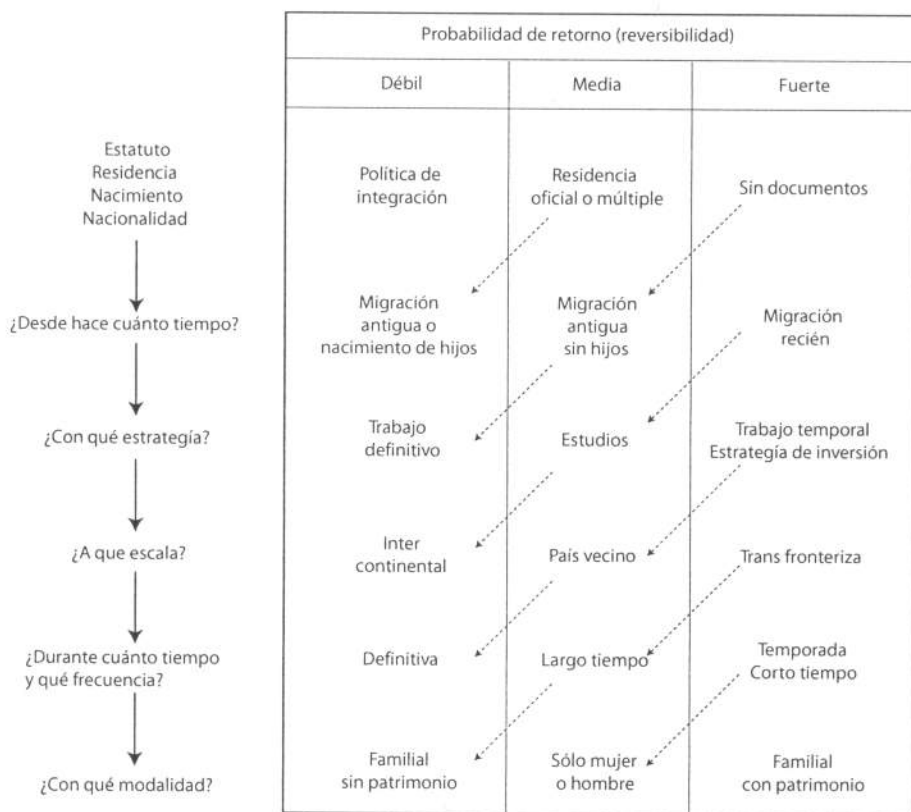 Probabilidad de retorno (reversibilidad)
Débil
Media
Fuerte
Estatuto
Residencia
Nacimiento
Nacionalidad
Política de
integración
Residencia
oficial o múltiple
Sin documentos
¿Desde hace cuánto tiempo?
Migración
antigua o
nacimiento de hijos
Migración
antigua
sin hijos
Migración
recién
¿Con qué estrategía?
Trabajo
definitivo
Estudios
Trabajo temporal
Estrategía de inversión
¿A que escala?
Inter
continental
País vecino
Trans fronteriza
¿Durante cuánto tiempo
y qué frecuencia?
Definitiva
Largo tiempo
Temporada
Corto tiempo
¿Con qué modalidad?
Familial
sin patrimonio
Sólo mujer
o hombre
Familial
con patrimonio